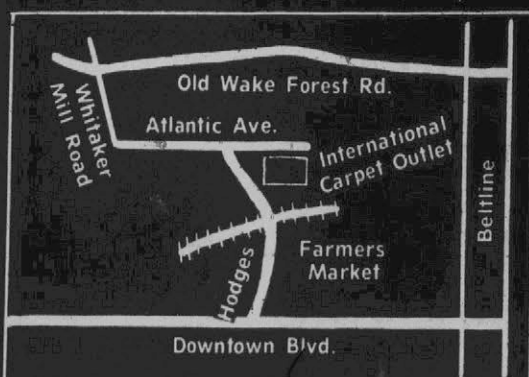 Old Wake Forest Rd.
Whitaker
Mill Road
Atlantic Ave.
International
Carpet Outlet
Beltline
Farmers
Market
Hodges
Downtown Blvd.